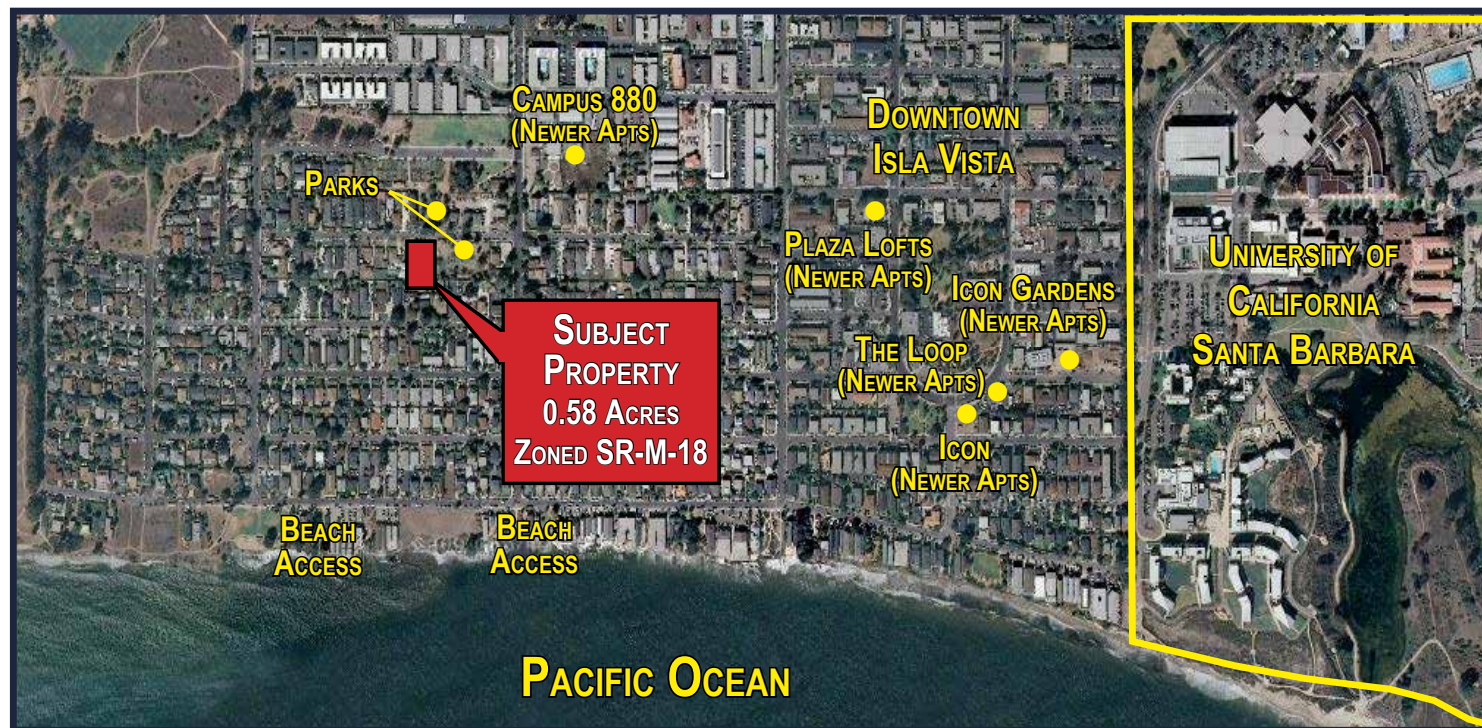 Campus 880
(Newer Apts)
Downtown
Isla Vista
Parks
Plaza Lofts
(Newer Apts)
Icon Gardens
(Newer Apts)
The Loop
(Newer Apts)
Icon
(Newer Apts)
University of
California
Santa Barbara
Subject
Property
0.58 Acres
Zoned SR-M-18
Beach
Access
Beach
Access
Pacific Ocean